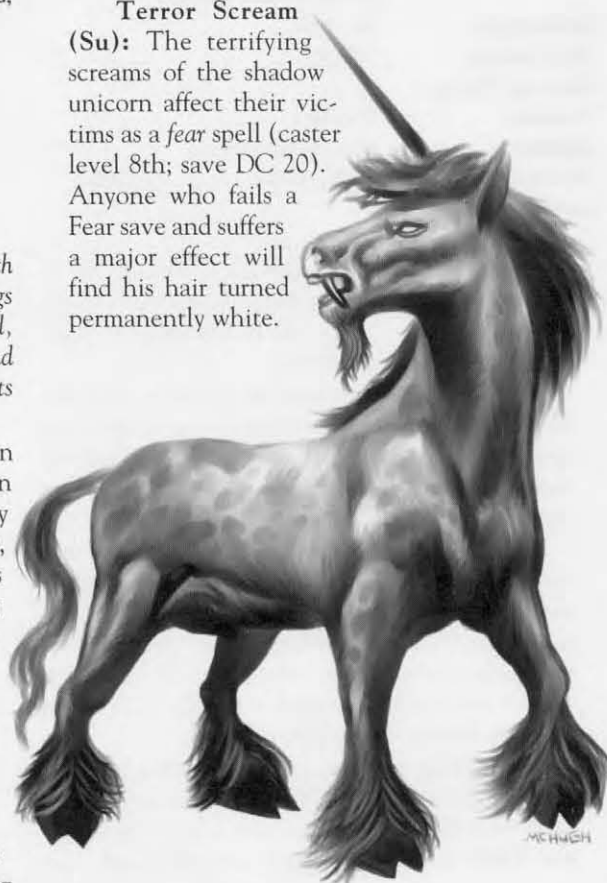 Terror Scream
(Su): The terrifying
screams of the shadow
unicorn affect their vic-
tims as a fear spell (caster
level 8th; save DC 20).
Anyone who fails a
Fear save and suffers
a major effect will
find his hair turned
permanently white.
MCHUGH